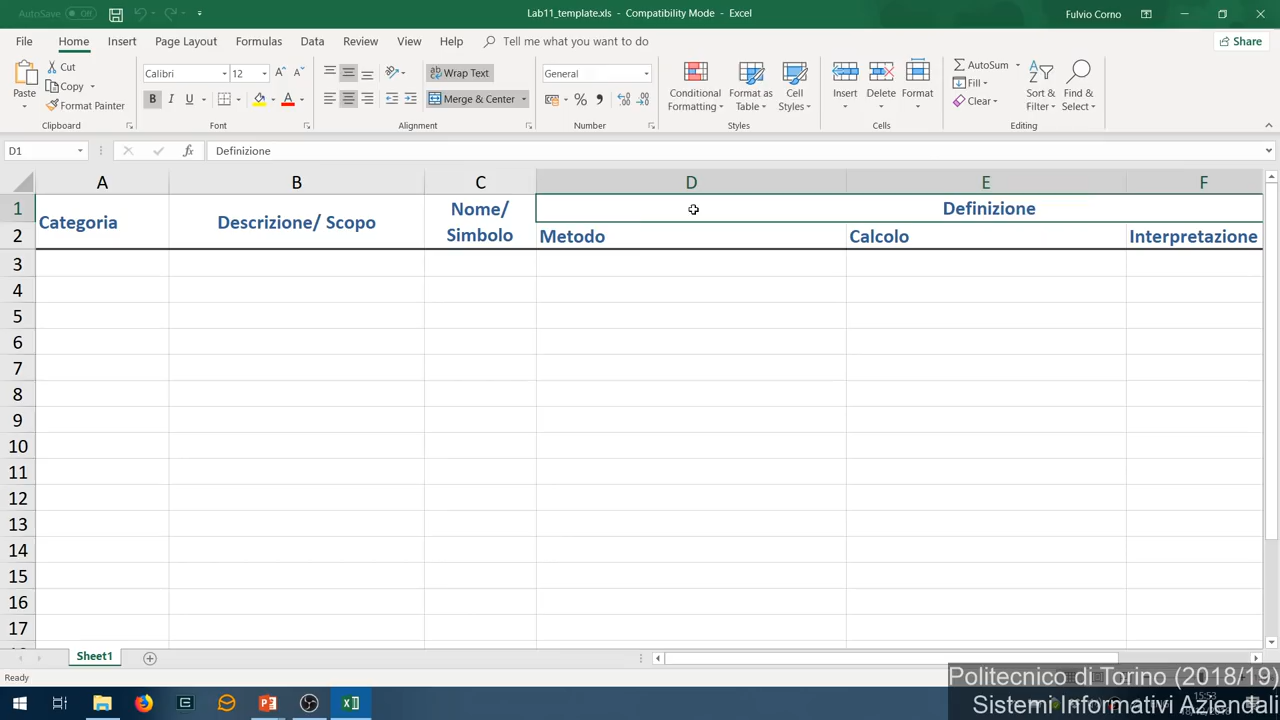 AutoSave Off
Lab11_template.xls - Compatibility Mode - Excel
Fulvio Corno
File Home Insert Page Layout Formulas Data Review View Help Tell me what you want to do Share
Paste
Cut
Copy
Format Painter
Calibri 12
B I U A
ab Wrap Text
Merge & Center
General
Conditional Formatting
Format as Table
Cell Styles
Insert Delete Format
AutoSum
Fill
Clear
Sort & Filter
Find & Select
Clipboard Font Alignment Number Styles Cells Editing
D1 fx Definizione
A B C D E F
1 Categoria Descrizione/ Scopo Nome/ Simbolo Definizione
2 Metodo Calcolo Interpretazione
3
4
5
6
7
8
9
10
11
12
13
14
15
16
17
Sheet1
Ready
Politecnico di Torino (2018/19)
15:53
Sistemi Informativi Aziendali